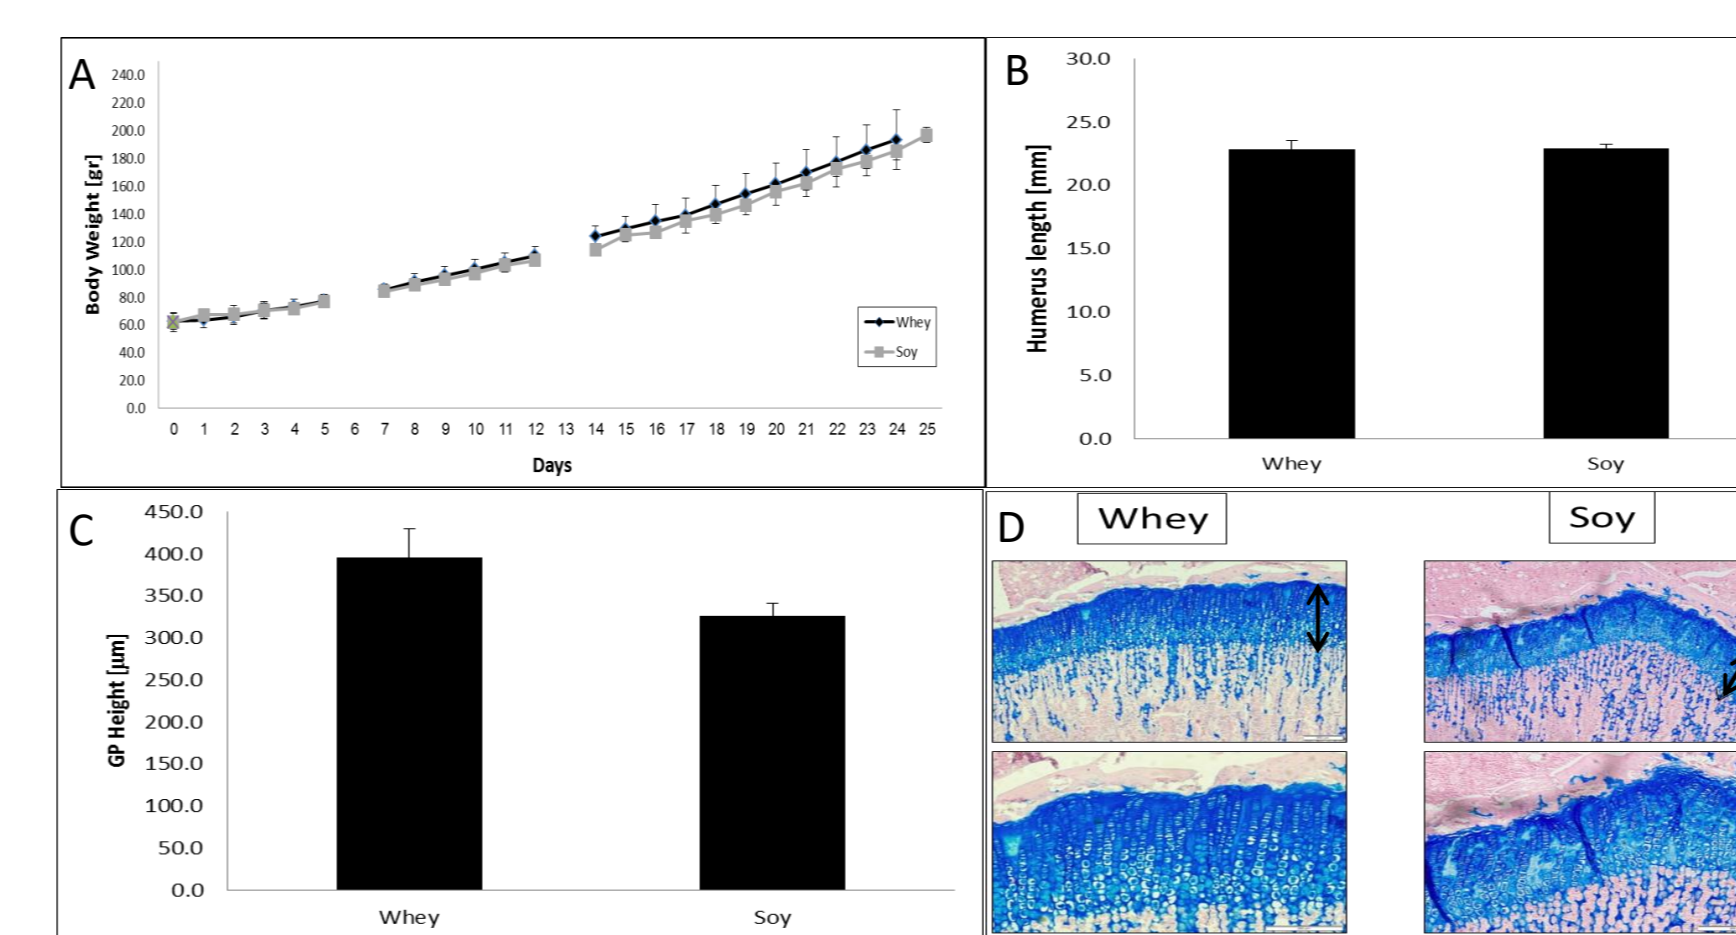 A
Body Weight [gr]
240.0
220.0
200.0
180.0
160.0
140.0
120.0
100.0
80.0
60.0
40.0
20.0
0.0
0 1 2 3 4 5 6 7 8 9 10 11 12 13 14 15 16 17 18 19 20 21 22 23 24 25
Days
Whey
Soy
B
Humerus length [mm]
30.0
25.0
20.0
15.0
10.0
5.0
0.0
Whey Soy
C
GP Height [μm]
450.0
400.0
350.0
300.0
250.0
200.0
150.0
100.0
50.0
0.0
Whey Soy
D
Whey Soy